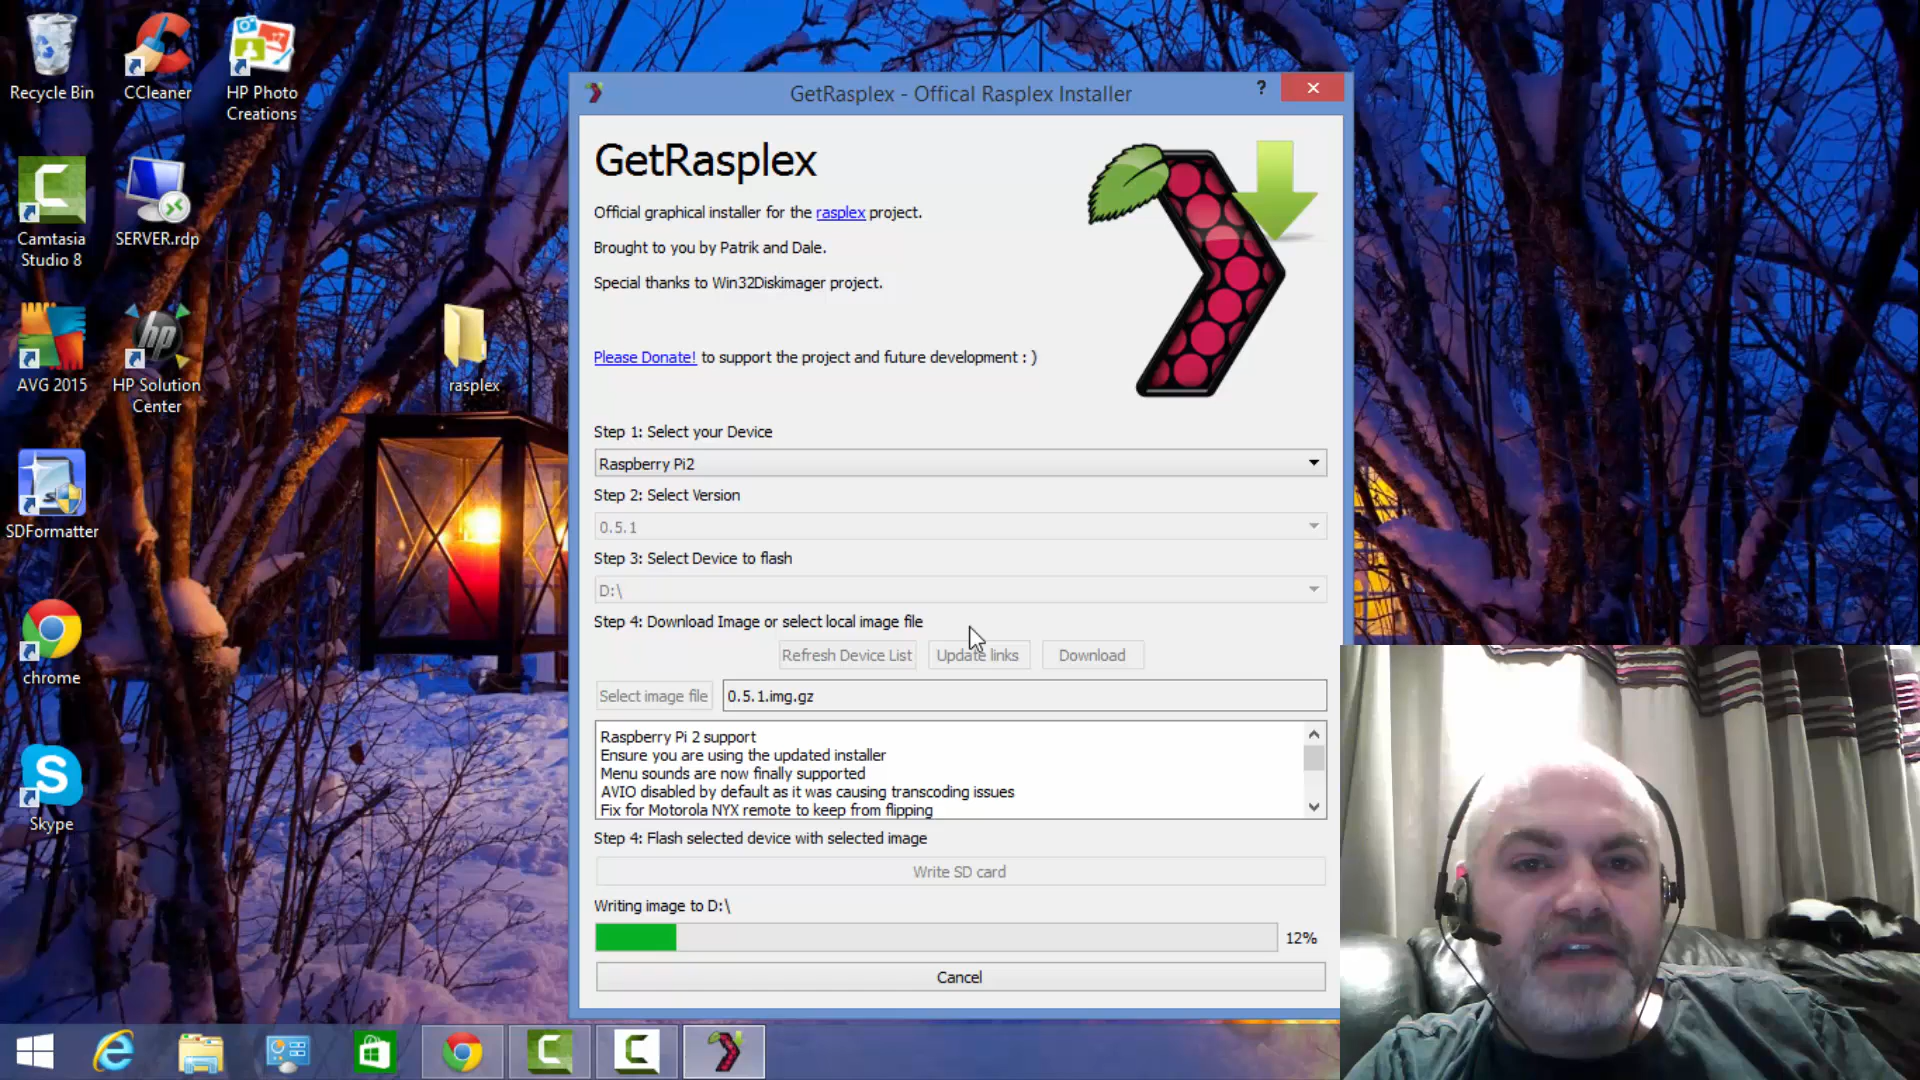 Recycle Bin
CCleaner
HP Photo
Creations
Camtasia
Studio 8
SERVER.rdp
AVG 2015
hp
HP Solution
Center
rasplex
SDFormatter
chrome
Skype
GetRasplex - Offical Rasplex Installer
?
GetRasplex
Official graphical installer for the rasplex project.
Brought to you by Patrik and Dale.
Special thanks to Win32Diskimager project.
Please Donate! to support the project and future development : )
Step 1: Select your Device
Raspberry Pi2
Step 2: Select Version
0.5.1
Step 3: Select Device to flash
D:\
Step 4: Download Image or select local image file
Refresh Device List
Update links
Download
Select image file
0.5.1.img.gz
Raspberry Pi 2 support
Ensure you are using the updated installer
Menu sounds are now finally supported
AVIO disabled by default as it was causing transcoding issues
Fix for Motorola NYX remote to keep from flipping
Step 4: Flash selected device with selected image
Write SD card
Writing image to D:\
12%
Cancel